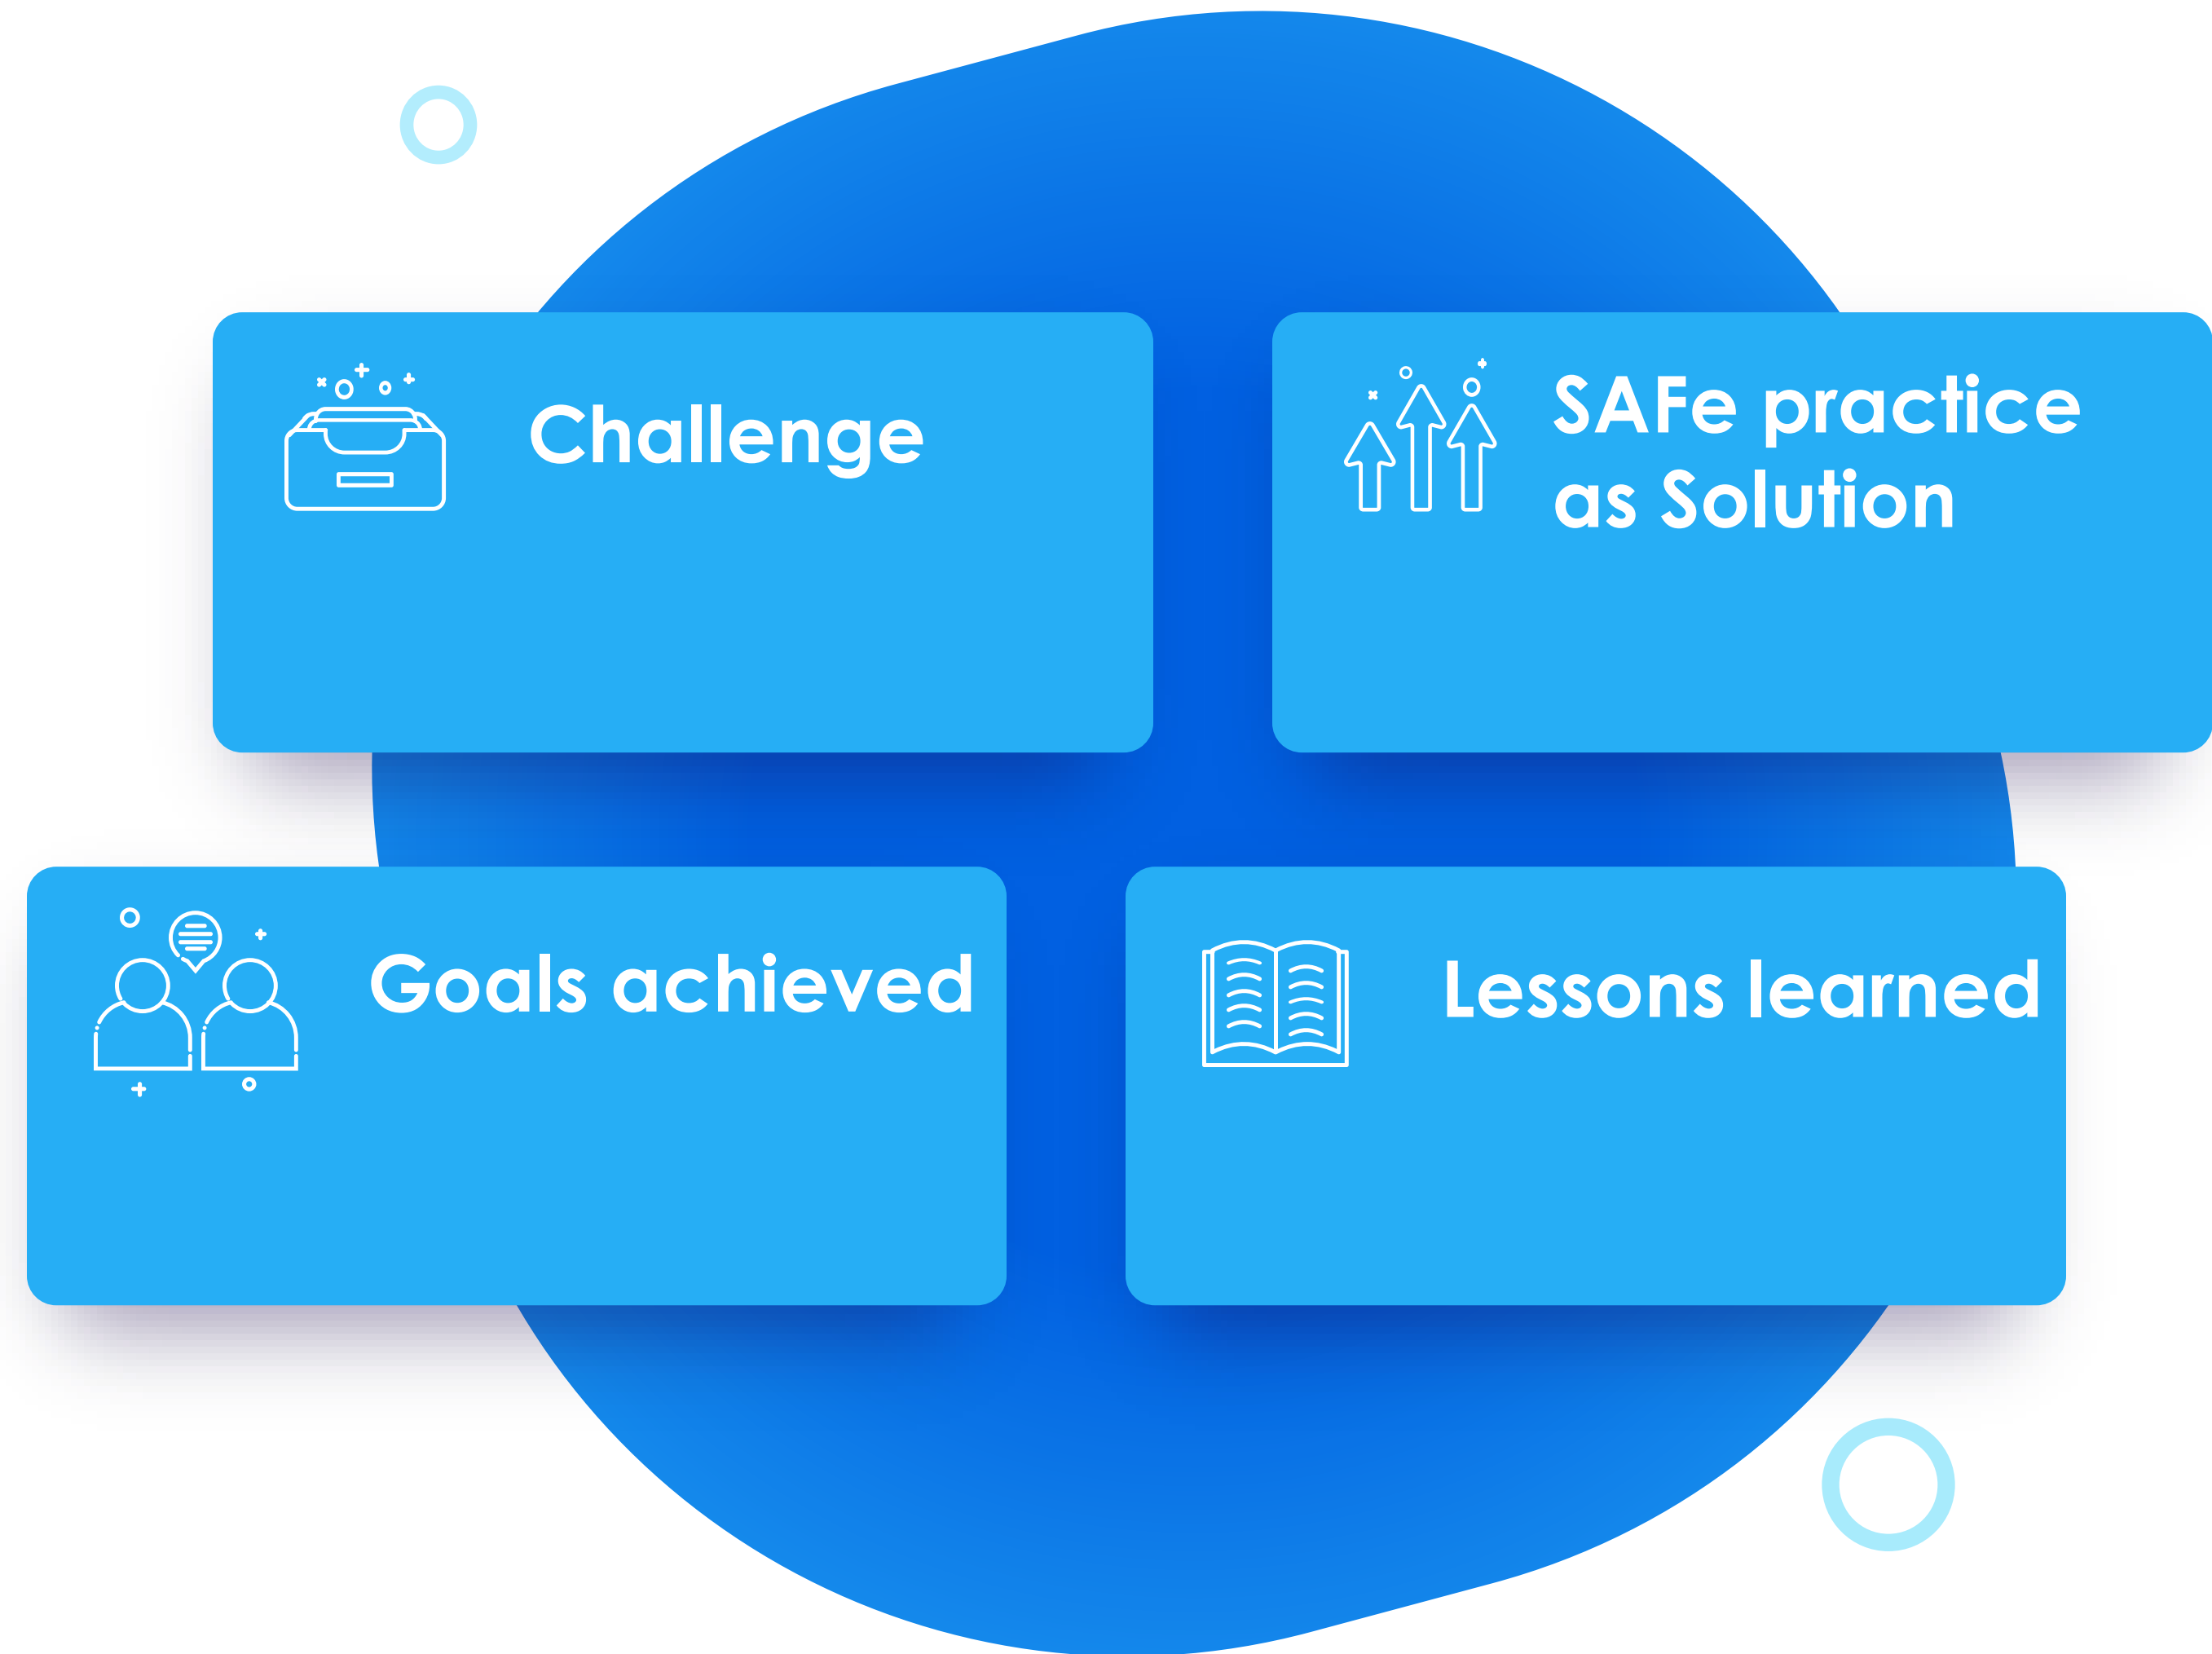 Challenge
SAFe practice
as Solution
Goals achieved
Lessons learned